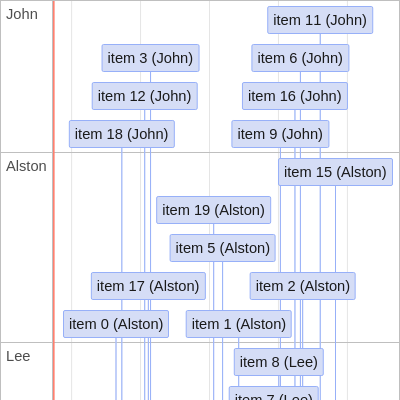 John
item 11 (John)
item 3 (John)
item 6 (John)
item 12 (John)
item 16 (John)
item 18 (John)
item 9 (John)
Alston
item 15 (Alston)
item 19 (Alston)
item 5 (Alston)
item 17 (Alston)
item 2 (Alston)
item 0 (Alston)
item 1 (Alston)
Lee
item 8 (Lee)
item 7 (Lee)